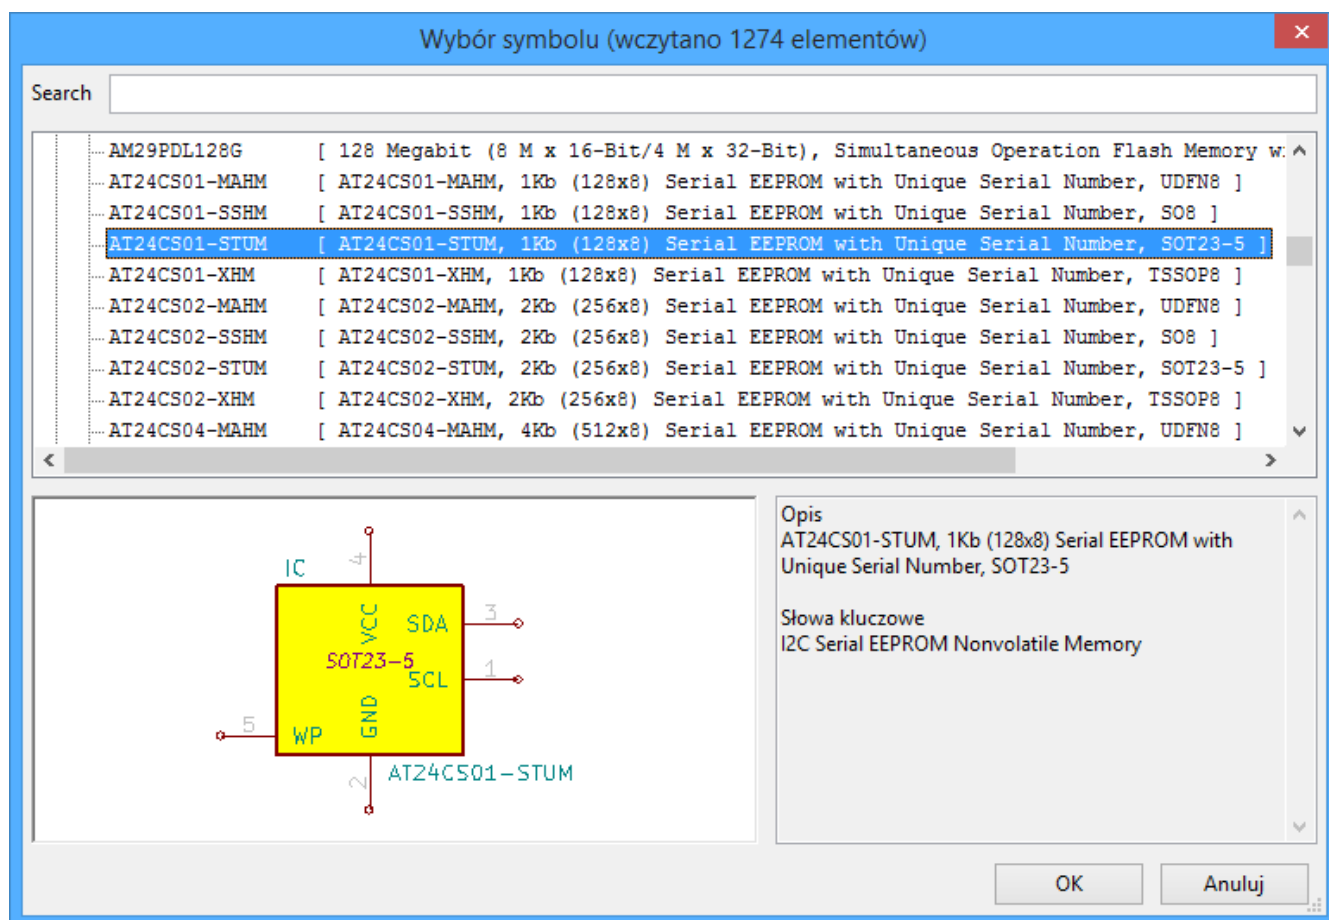 Wybór symbolu (wczytano 1274 elementów)
Search
AM29PDL128G [ 128 Megabit (8 M x 16-Bit/4 M x 32-Bit), Simultaneous Operation Flash Memory w
AT24CS01-MAHM [ AT24CS01-MAHM, 1Kb (128x8) Serial EEPROM with Unique Serial Number, UDFN8 ]
AT24CS01-SSHM [ AT24CS01-SSHM, 1Kb (128x8) Serial EEPROM with Unique Serial Number, SO8 ]
AT24CS01-STUM [ AT24CS01-STUM, 1Kb (128x8) Serial EEPROM with Unique Serial Number, SOT23-5 ]
AT24CS01-XHM [ AT24CS01-XHM, 1Kb (128x8) Serial EEPROM with Unique Serial Number, TSSOP8 ]
AT24CS02-MAHM [ AT24CS02-MAHM, 2Kb (256x8) Serial EEPROM with Unique Serial Number, UDFN8 ]
AT24CS02-SSHM [ AT24CS02-SSHM, 2Kb (256x8) Serial EEPROM with Unique Serial Number, SO8 ]
AT24CS02-STUM [ AT24CS02-STUM, 2Kb (256x8) Serial EEPROM with Unique Serial Number, SOT23-5 ]
AT24CS02-XHM [ AT24CS02-XHM, 2Kb (256x8) Serial EEPROM with Unique Serial Number, TSSOP8 ]
AT24CS04-MAHM [ AT24CS04-MAHM, 4Kb (512x8) Serial EEPROM with Unique Serial Number, UDFN8 ]
IC
4
VCC
SDA
3
SOT23-5
SCL
1
5
WP
GND
2
AT24CS01-STUM
Opis
AT24CS01-STUM, 1Kb (128x8) Serial EEPROM with
Unique Serial Number, SOT23-5
Słowa kluczowe
I2C Serial EEPROM Nonvolatile Memory
OK
Anuluj